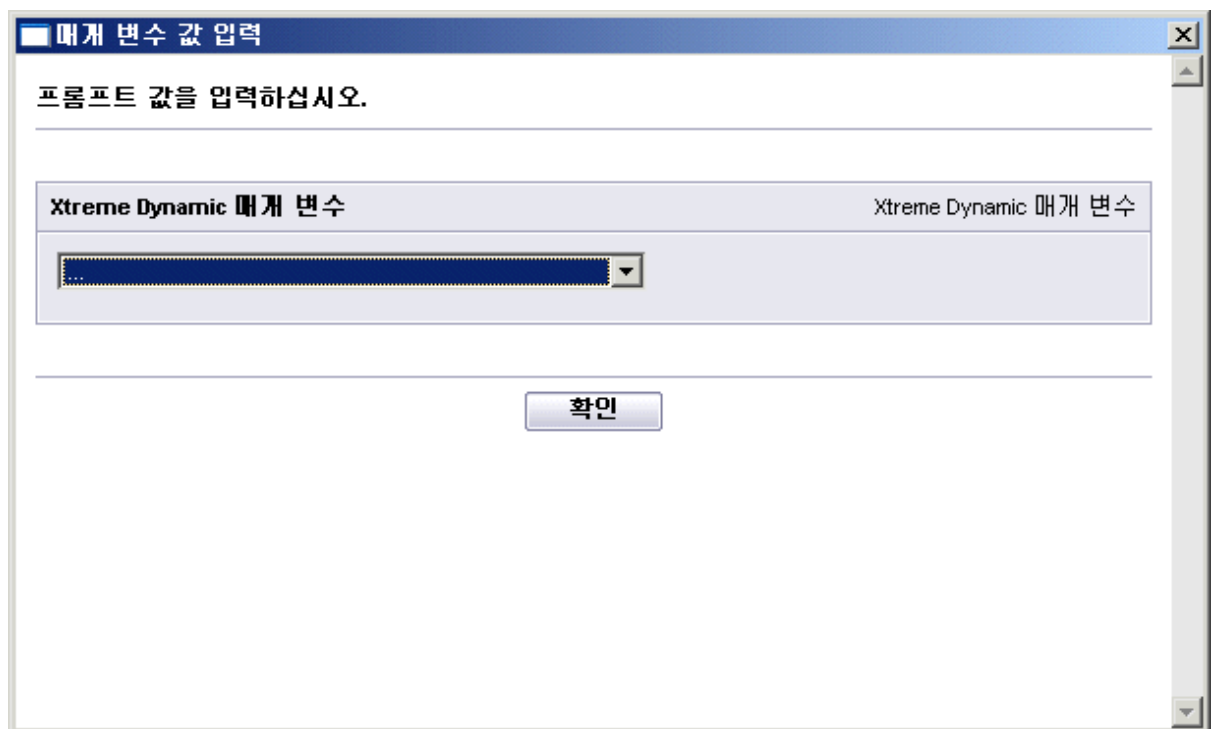 매개 변수 값 입력
프롬프트 값을 입력하십시오.
Xtreme Dynamic 매개 변수 Xtreme Dynamic 매개 변수
...
확인